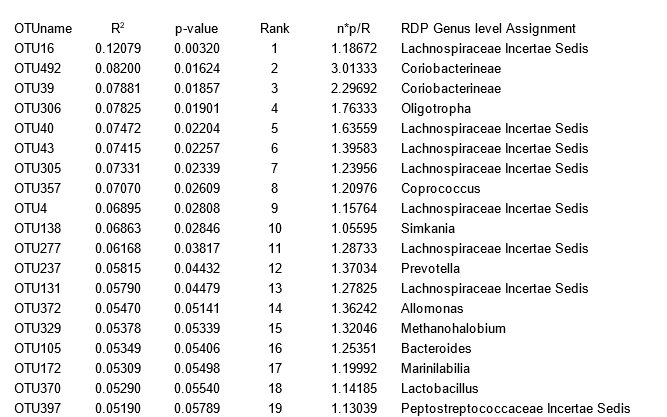 OTUname R² p-value Rank n*p/R RDP Genus level Assignment
OTU16 0.12079 0.00320 1 1.18672 Lachnospiraceae Incertae Sedis
OTU492 0.08200 0.01624 2 3.01333 Coriobacterineae
OTU39 0.07881 0.01857 3 2.29692 Coriobacterineae
OTU306 0.07825 0.01901 4 1.76333 Oligotropha
OTU40 0.07472 0.02204 5 1.63559 Lachnospiraceae Incertae Sedis
OTU43 0.07415 0.02257 6 1.39583 Lachnospiraceae Incertae Sedis
OTU305 0.07331 0.02339 7 1.23956 Lachnospiraceae Incertae Sedis
OTU357 0.07070 0.02609 8 1.20976 Coprococcus
OTU4 0.06895 0.02808 9 1.15764 Lachnospiraceae Incertae Sedis
OTU138 0.06863 0.02846 10 1.05595 Simkania
OTU277 0.06168 0.03817 11 1.28733 Lachnospiraceae Incertae Sedis
OTU237 0.05815 0.04432 12 1.37034 Prevotella
OTU131 0.05790 0.04479 13 1.27825 Lachnospiraceae Incertae Sedis
OTU372 0.05470 0.05141 14 1.36242 Allomonas
OTU329 0.05378 0.05339 15 1.32046 Methanohalobium
OTU105 0.05349 0.05406 16 1.25351 Bacteroides
OTU172 0.05309 0.05498 17 1.19992 Marinilabilia
OTU370 0.05290 0.05540 18 1.14185 Lactobacillus
OTU397 0.05190 0.05789 19 1.13039 Peptostreptococcaceae Incertae Sedis